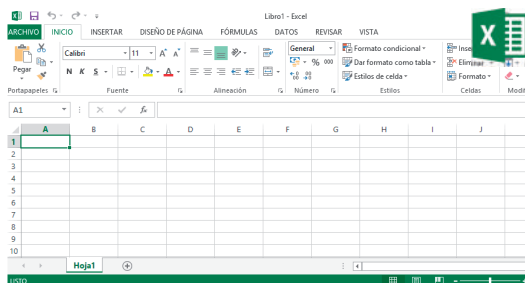 Libro1 - Excel
ARCHIVO INICIO INSERTAR DISEÑO DE PÁGINA FÓRMULAS DATOS REVISAR VISTA
Pegar
Calibri 11
N K S
General
% 000
Formato condicional
Dar formato como tabla
Estilos de celda
Eliminar
Formato
Portapapeles Fuente Alineación Número Estilos Celdas
A1 fx
A B C D E F G H I J
1
2
3
4
5
6
7
8
9
10
Hoja1
LISTO
X